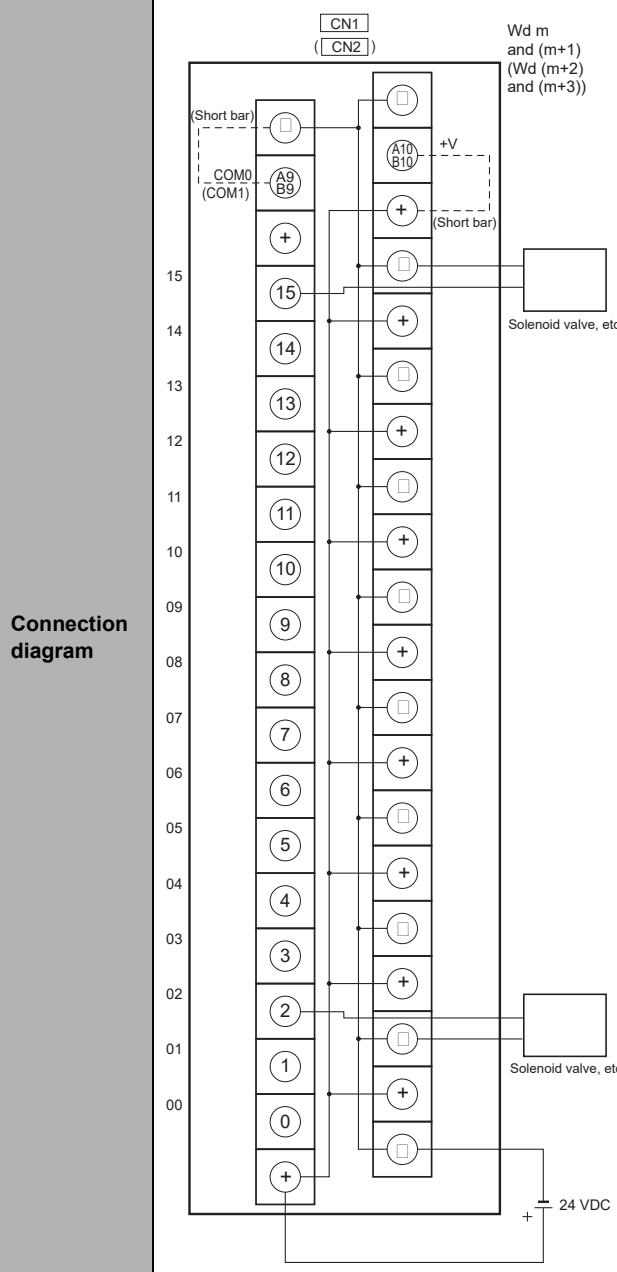 CN1
( CN2 )
Wd m
and (m+1)
(Wd (m+2)
and (m+3))
(Short bar)
COM0
(COM1)
A9
B9
A10
B10
+V
+
+
(Short bar)
15
15
Solenoid valve, etc
14
14
+
13
13
12
12
+
11
11
10
10
+
09
9
08
8
+
07
7
06
6
+
05
5
04
4
+
03
3
02
2
+
01
1
Solenoid valve, etc
00
0
+
+
+ 24 VDC
Connection
diagram